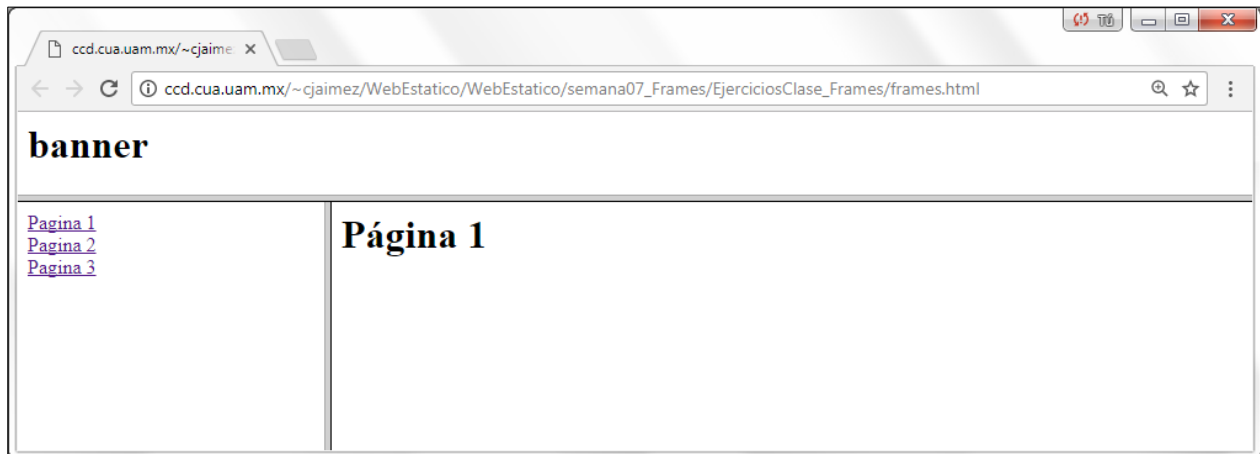 Tú
ccd.cua.uam.mx/~cjaime
ccd.cua.uam.mx/~cjaimez/WebEstatico/WebEstatico/semana07_Frames/EjerciciosClase_Frames/frames.html
banner
Pagina 1
Pagina 2
Pagina 3
Página 1